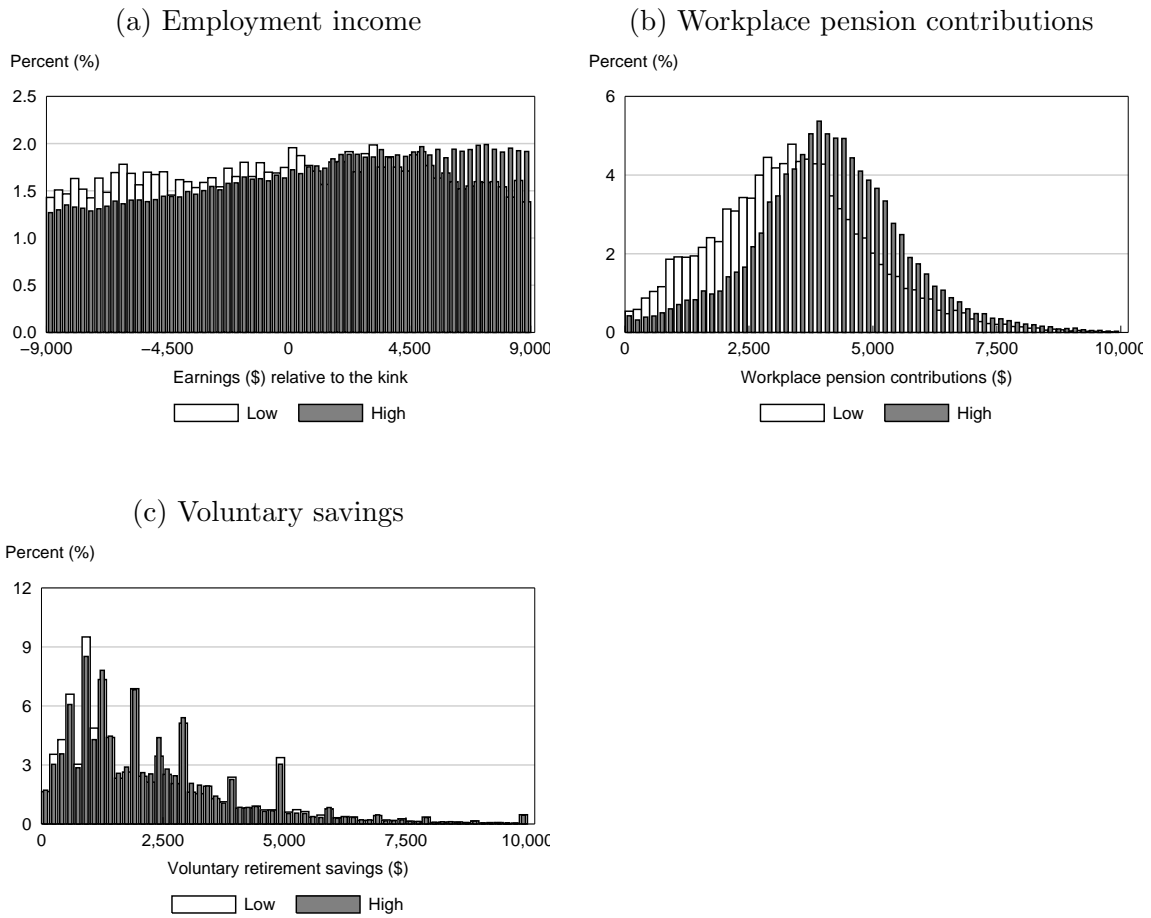 (a) Employment income
Percent (%)
2.5
2.0
1.5
1.0
0.5
0.0
−9,000 −4,500 0 4,500 9,000
Earnings ($) relative to the kink
Low High
(b) Workplace pension contributions
Percent (%)
6
4
2
0
0 2,500 5,000 7,500 10,000
Workplace pension contributions ($)
Low High
(c) Voluntary savings
Percent (%)
12
9
6
3
0
0 2,500 5,000 7,500 10,000
Voluntary retirement savings ($)
Low High